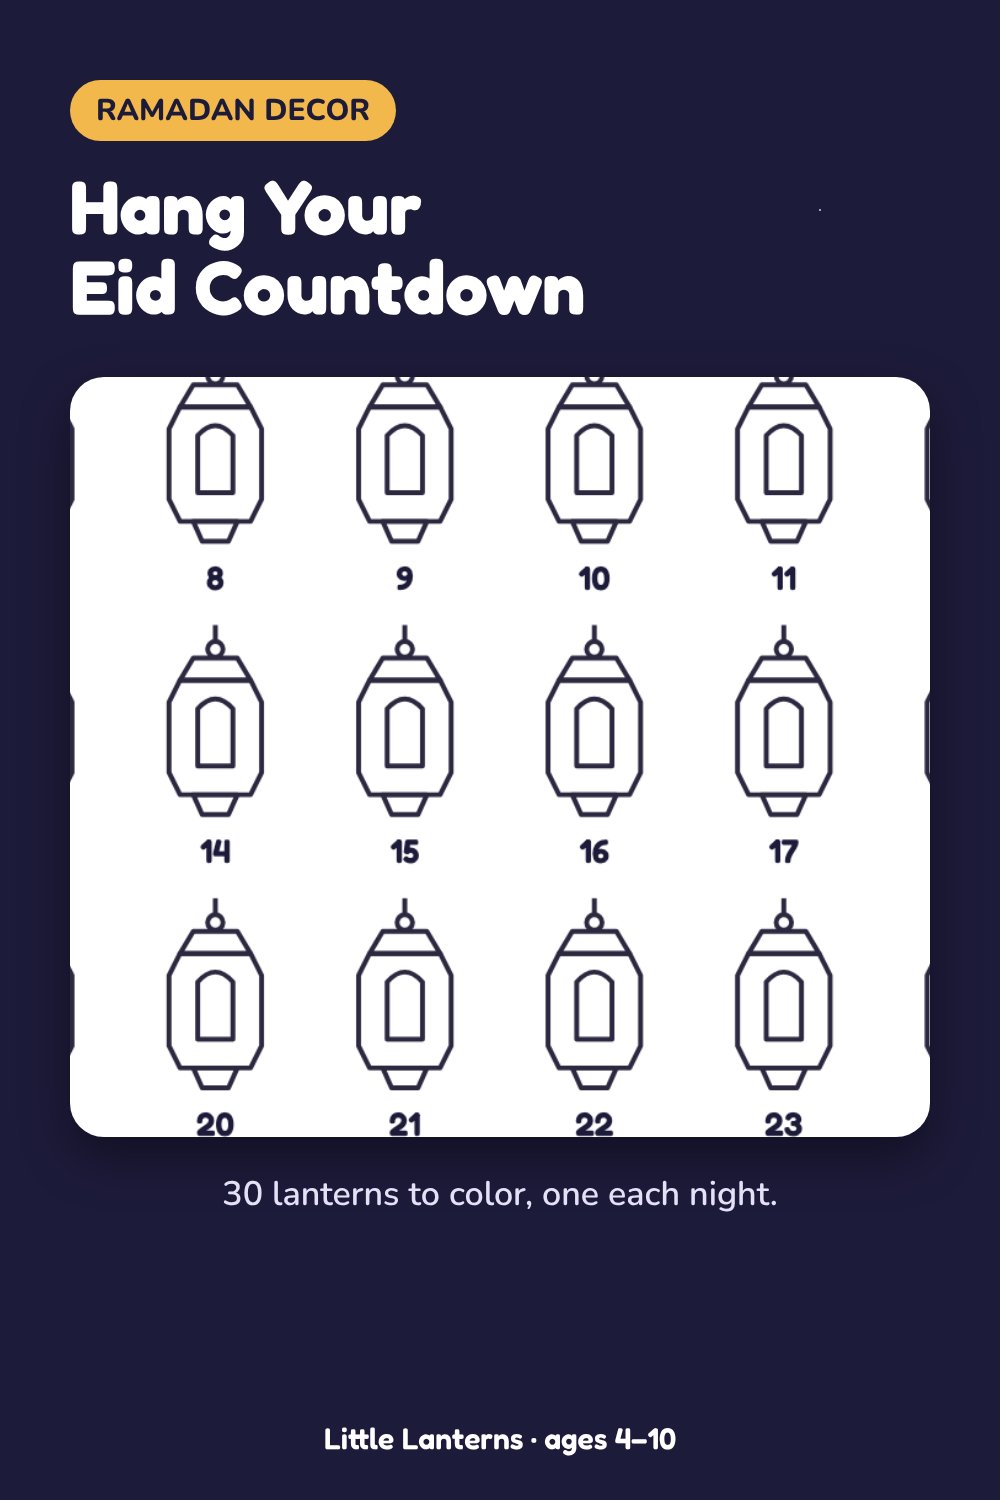 RAMADAN DECOR
Hang Your
Eid Countdown
8 9 10 11
14 15 16 17
20 21 22 23
30 lanterns to color, one each night.
Little Lanterns · ages 4–10